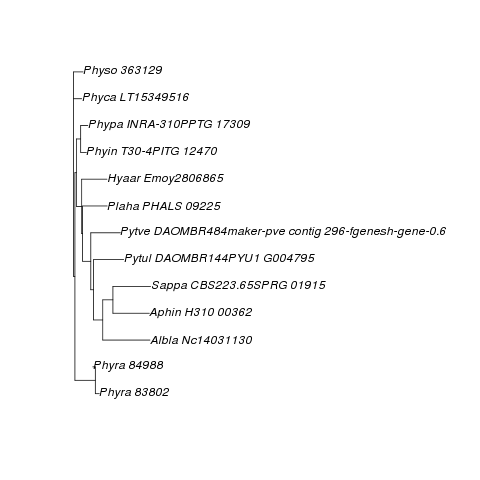 Physo 363129
Phyca LT15349516
Phypa INRA-310PPTG 17309
Phyin T30-4PITG 12470
Hyaar Emoy2806865
Plaha PHALS 09225
Pytve DAOMBR484maker-pve contig 296-fgenesh-gene-0.6
Pytul DAOMBR144PYU1 G004795
Sappa CBS223.65SPRG 01915
Aphin H310 00362
Albla Nc14031130
Phyra 84988
Phyra 83802